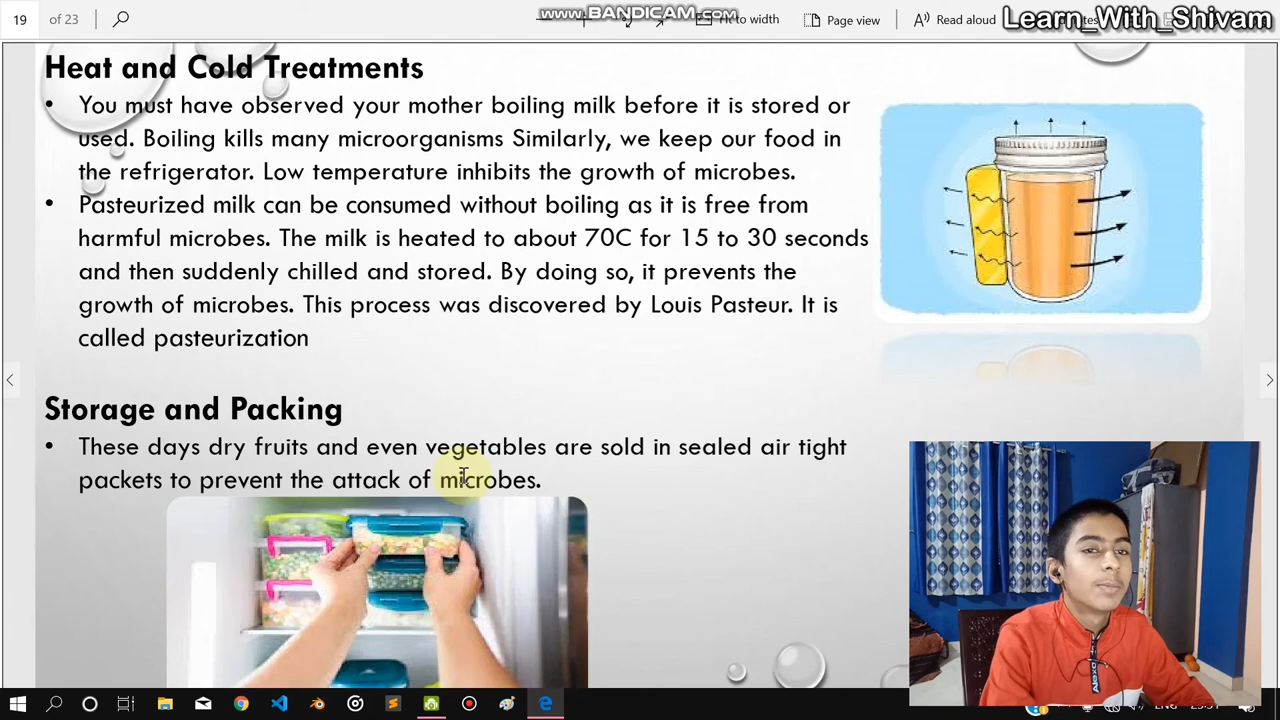 19 of 23
www.BANDICAM.com
Fit to width
Page view
Read aloud
Learn_With_Shivam
Heat and Cold Treatments
• You must have observed your mother boiling milk before it is stored or
used. Boiling kills many microorganisms Similarly, we keep our food in
the refrigerator. Low temperature inhibits the growth of microbes.
• Pasteurized milk can be consumed without boiling as it is free from
harmful microbes. The milk is heated to about 70C for 15 to 30 seconds
and then suddenly chilled and stored. By doing so, it prevents the
growth of microbes. This process was discovered by Louis Pasteur. It is
called pasteurization
Storage and Packing
• These days dry fruits and even vegetables are sold in sealed air tight
packets to prevent the attack of microbes.